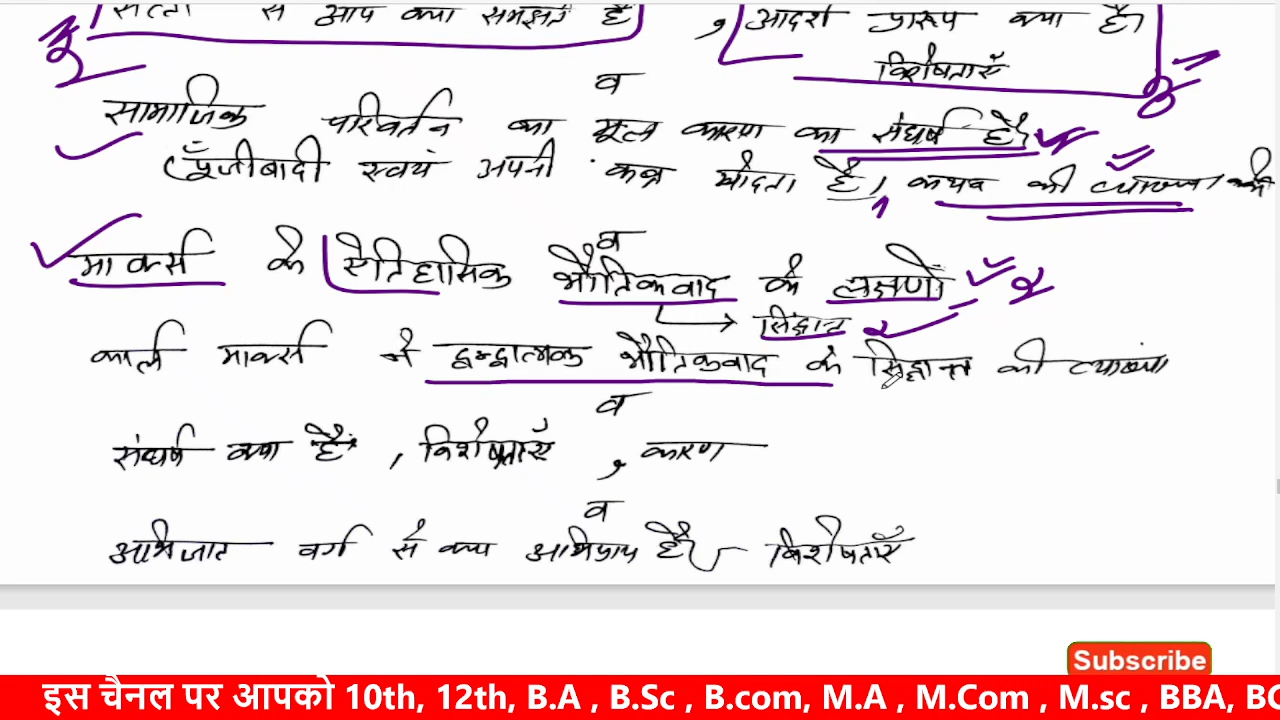 सत्ता से आप क्या समझते हैं , आदर्श प्रारूप क्या है।
विशेषताएँ
व
सामाजिक परिवर्तन का मूल कारण का संघर्ष है।
पूँजीवादी स्वयं अपनी कब्र खोदता है। कथन की व्याख्या
व
मार्क्स के ऐतिहासिक भौतिकवाद के लक्षणों
सिद्धान्त
कार्ल मार्क्स ने द्वन्द्वात्मक भौतिकवाद के सिद्धान्त की व्याख्या
व
संघर्ष क्या है , विशेषताएँ , कारण
व
अभिजात वर्ग से क्या अभिप्राय है विशेषताएँ
Subscribe
इस चैनल पर आपको 10th, 12th, B.A , B.Sc , B.com, M.A , M.Com , M.sc , BBA, BC